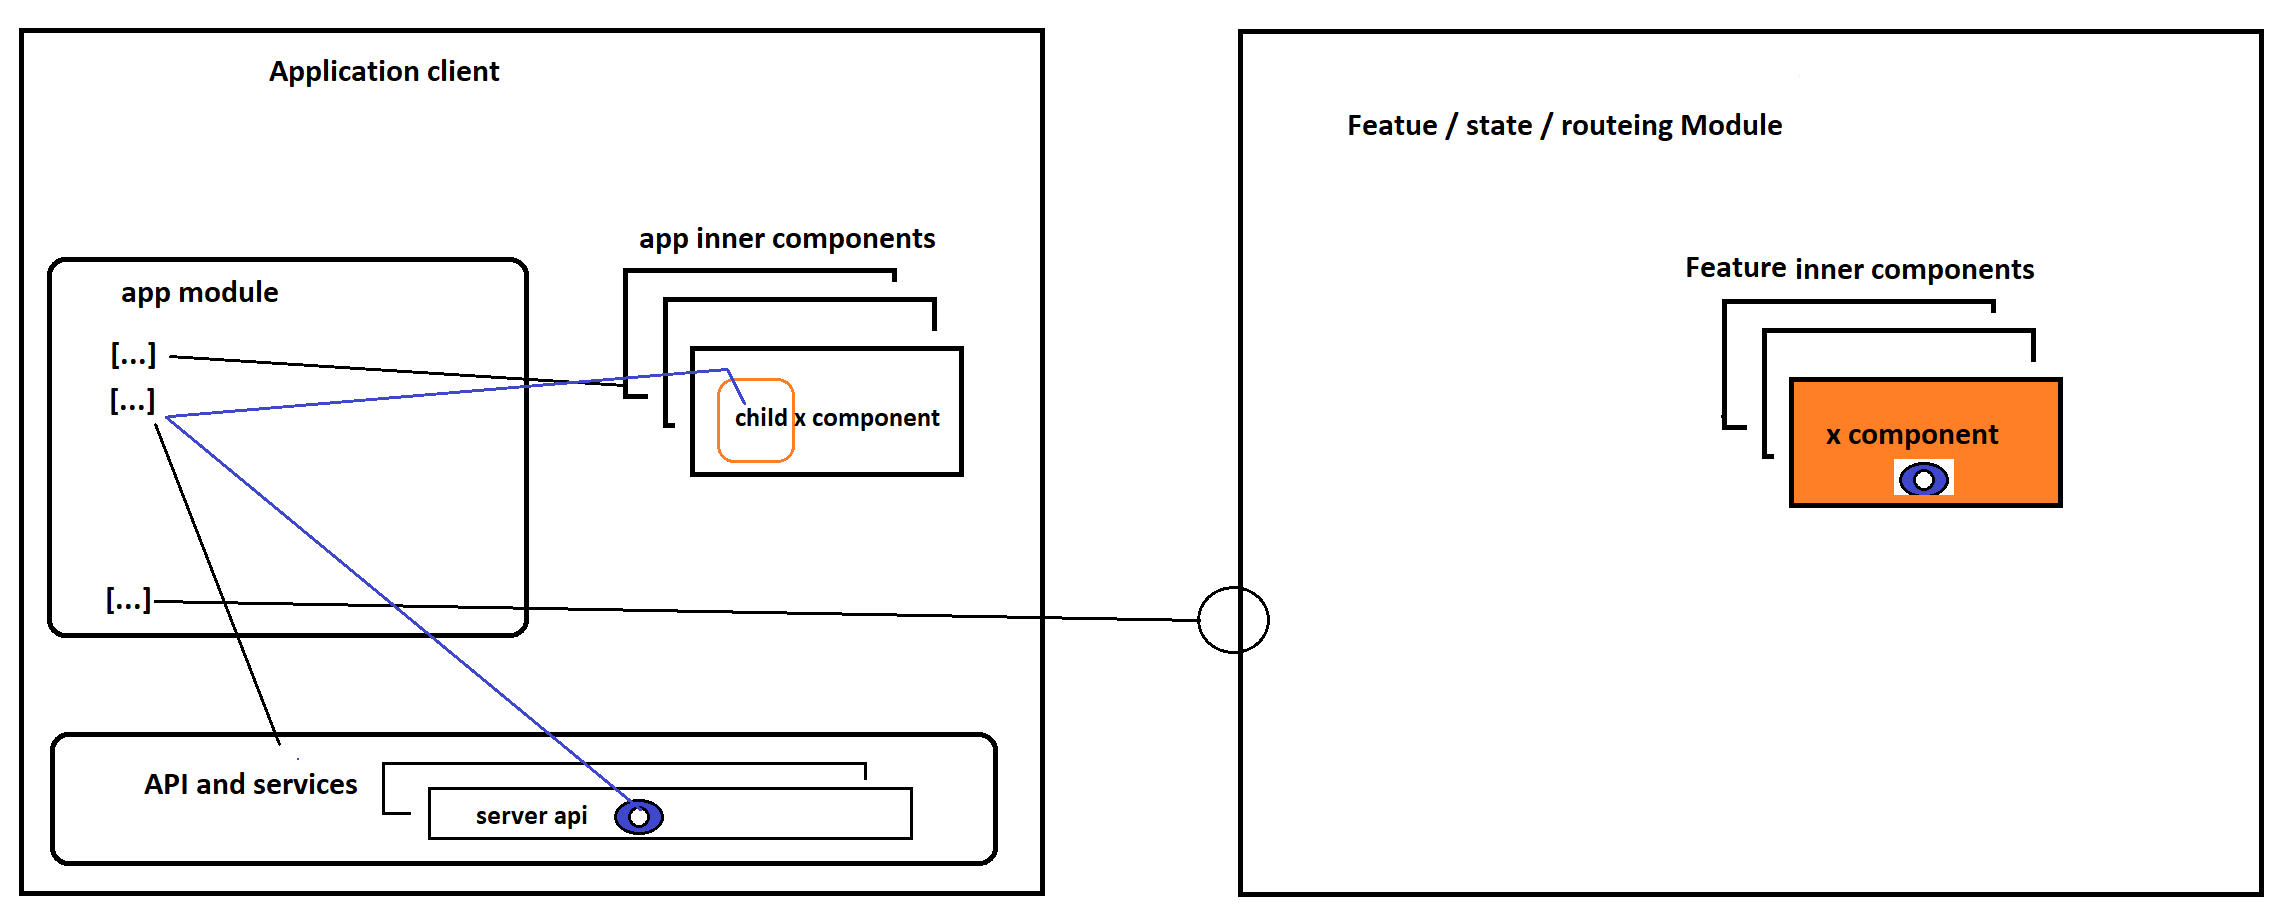 Application client
Featue / state / routeing Module
app inner components
Feature inner components
app module
[...]
[...]
child x component
x component
[...]
API and services
server api